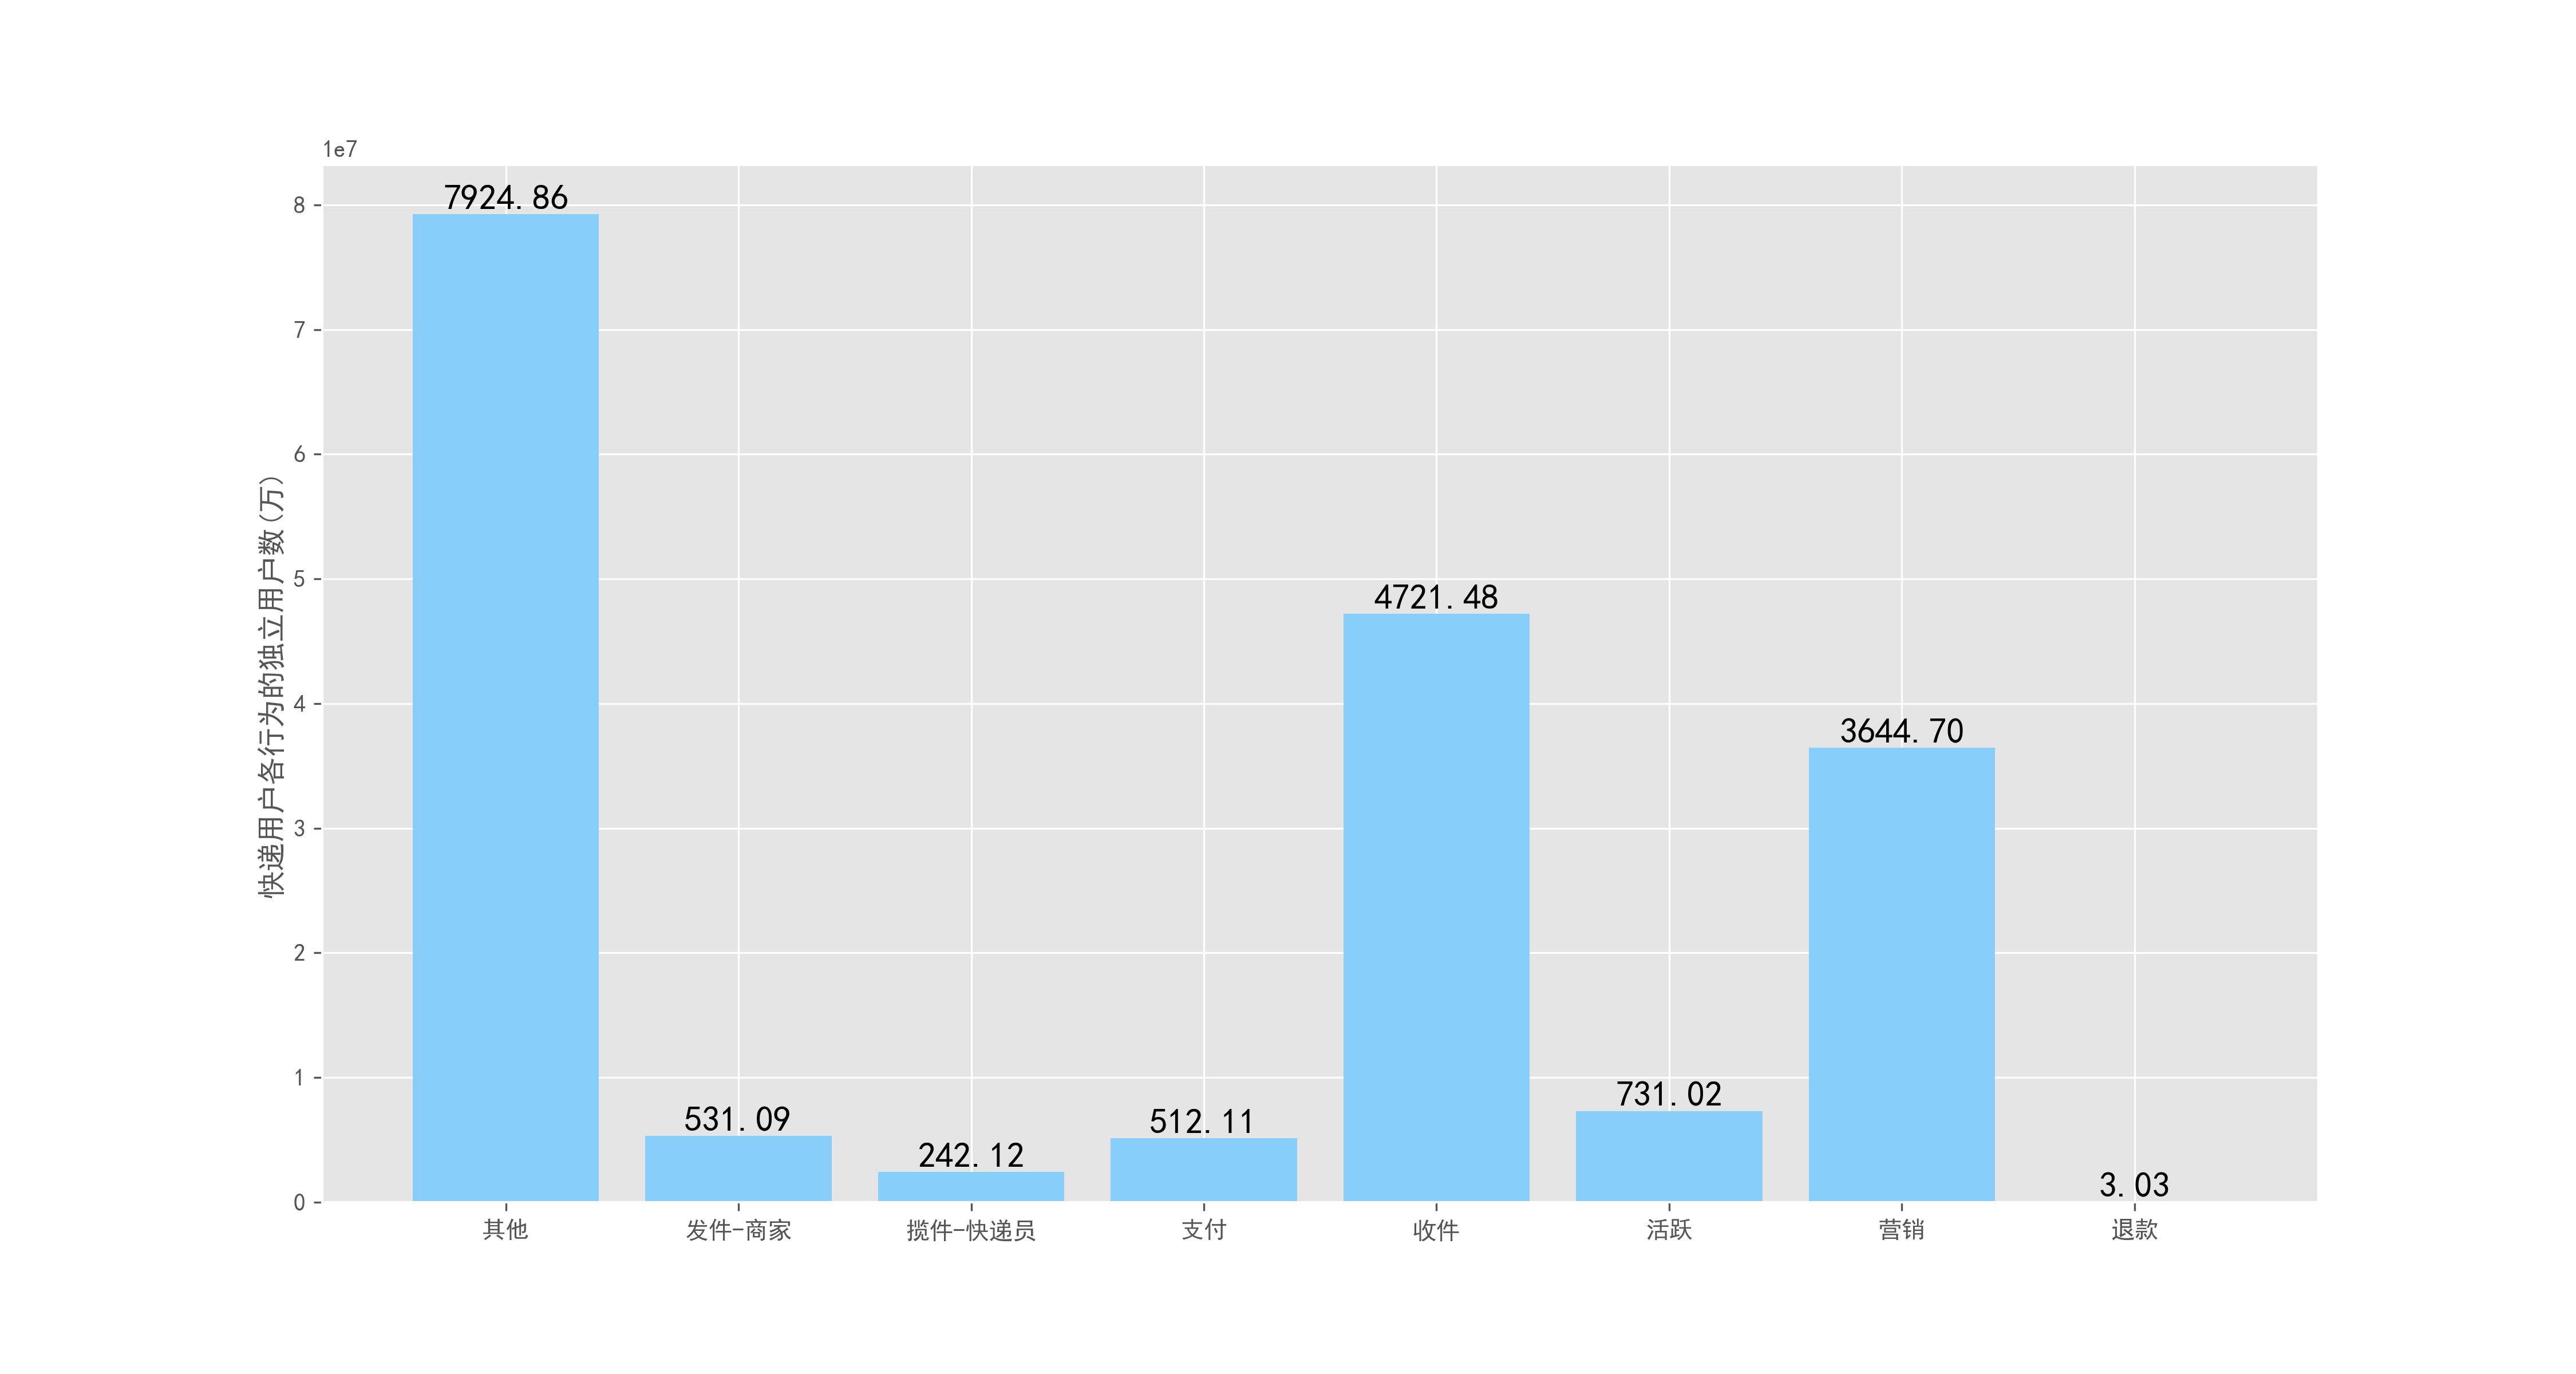 1e7
快递用户各行为的独立用户数(万)
8
7
6
5
4
3
2
1
0
7924.86
531.09
242.12
512.11
4721.48
731.02
3644.70
3.03
其他
发件-商家
揽件-快递员
支付
收件
活跃
营销
退款